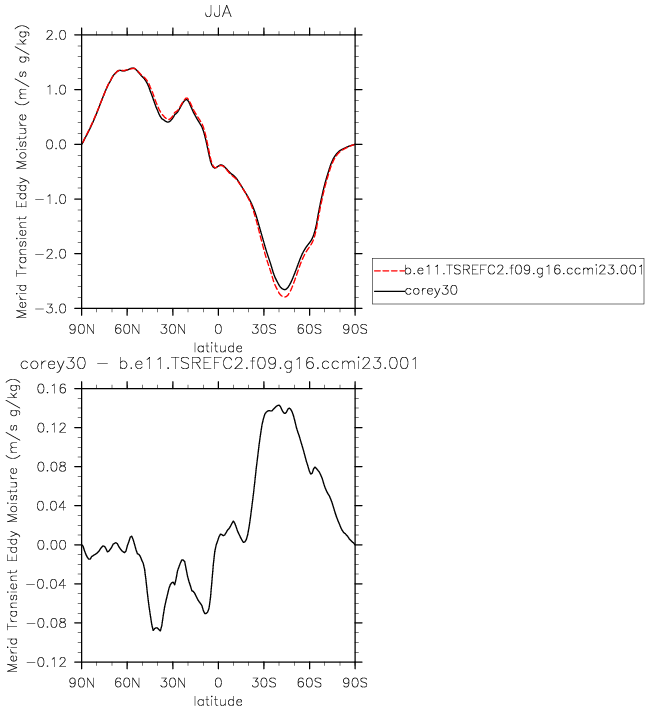 JJA
Merid Transient Eddy Moisture (m/s g/kg)
2.0
1.0
0.0
−1.0
−2.0
−3.0
90N 60N 30N 0 30S 60S 90S
latitude
b.e11.TSREFC2.f09.g16.ccmi23.001
corey30
corey30 − b.e11.TSREFC2.f09.g16.ccmi23.001
Merid Transient Eddy Moisture (m/s g/kg)
0.16
0.12
0.08
0.04
0.00
−0.04
−0.08
−0.12
90N 60N 30N 0 30S 60S 90S
latitude